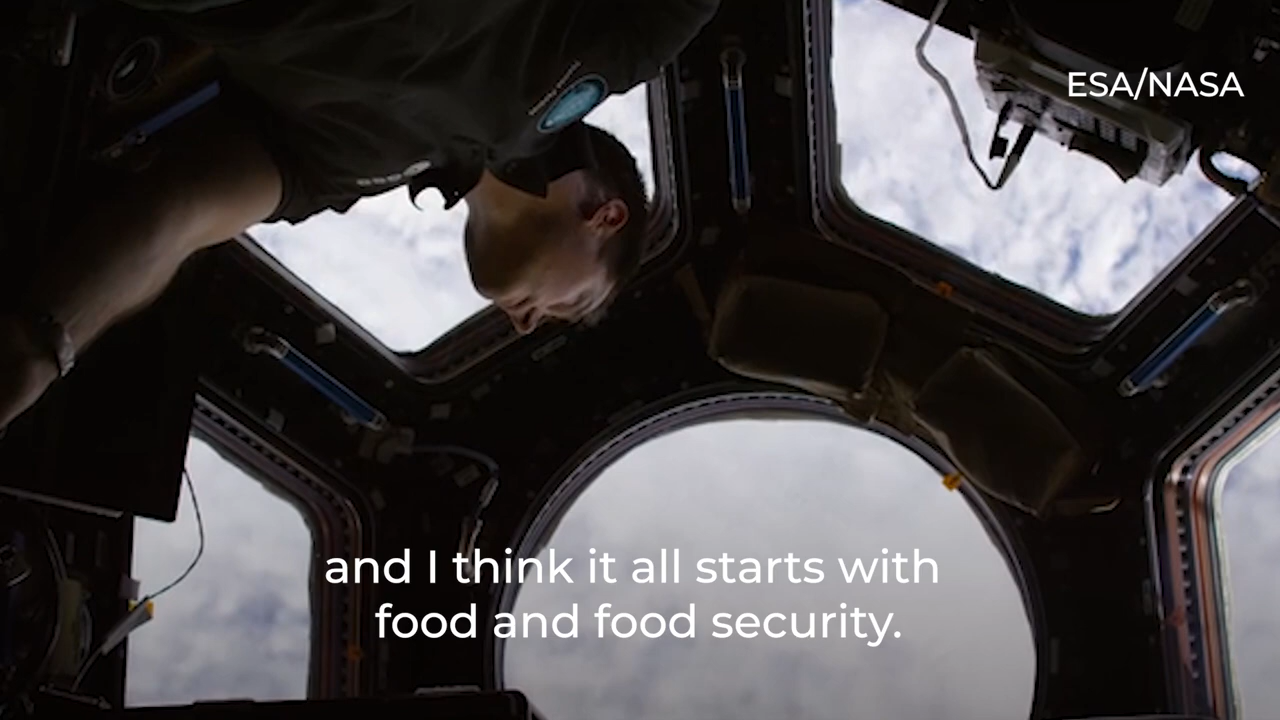 ESA/NASA
and I think it all starts with
food and food security.